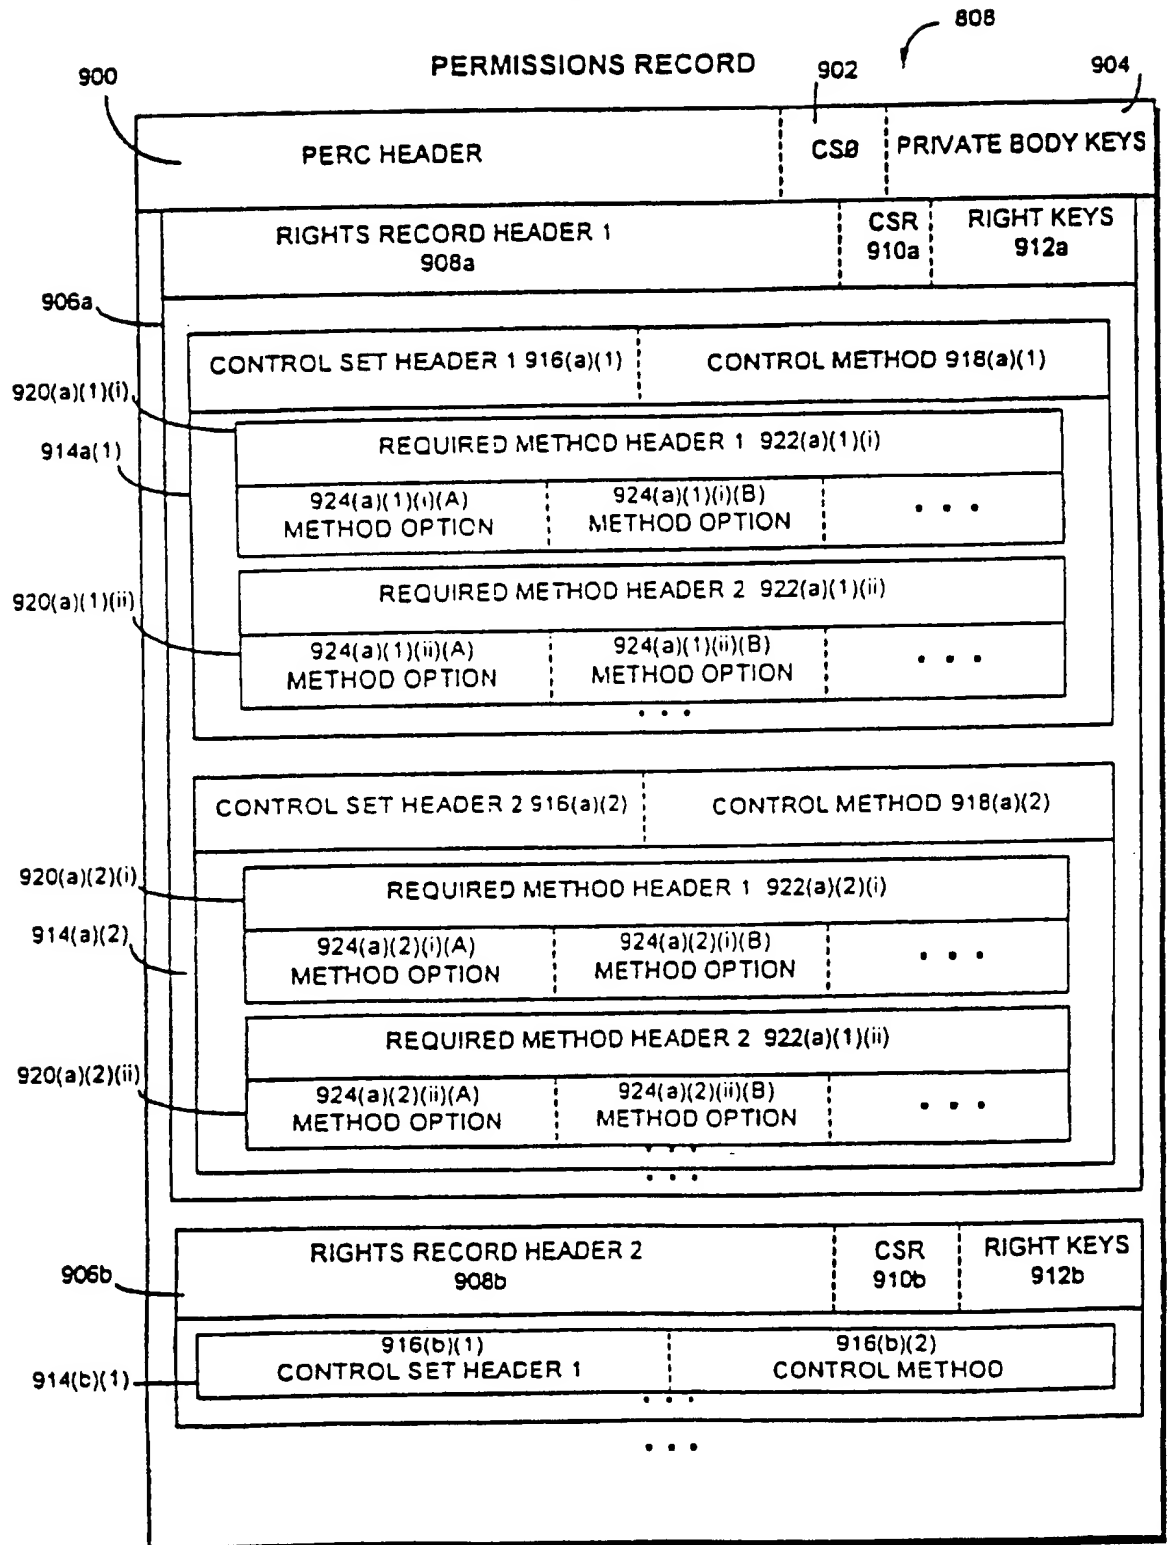 808
PERMISSIONS RECORD
900
902
904
PERC HEADER
CS0
PRIVATE BODY KEYS
RIGHTS RECORD HEADER 1
908a
CSR
910a
RIGHT KEYS
912a
906a
CONTROL SET HEADER 1 916(a)(1)
CONTROL METHOD 918(a)(1)
920(a)(1)(i)
914a(1)
REQUIRED METHOD HEADER 1 922(a)(1)(i)
924(a)(1)(i)(A)
METHOD OPTION
924(a)(1)(i)(B)
METHOD OPTION
• • •
920(a)(1)(ii)
REQUIRED METHOD HEADER 2 922(a)(1)(ii)
924(a)(1)(ii)(A)
METHOD OPTION
924(a)(1)(ii)(B)
METHOD OPTION
• • •
• • •
CONTROL SET HEADER 2 916(a)(2)
CONTROL METHOD 918(a)(2)
920(a)(2)(i)
914(a)(2)
REQUIRED METHOD HEADER 1 922(a)(2)(i)
924(a)(2)(i)(A)
METHOD OPTION
924(a)(2)(i)(B)
METHOD OPTION
• • •
920(a)(2)(ii)
REQUIRED METHOD HEADER 2 922(a)(1)(ii)
924(a)(2)(ii)(A)
METHOD OPTION
924(a)(2)(ii)(B)
METHOD OPTION
• • •
• • •
• • •
906b
RIGHTS RECORD HEADER 2
908b
CSR
910b
RIGHT KEYS
912b
914(b)(1)
916(b)(1)
CONTROL SET HEADER 1
916(b)(2)
CONTROL METHOD
• • •
• • •